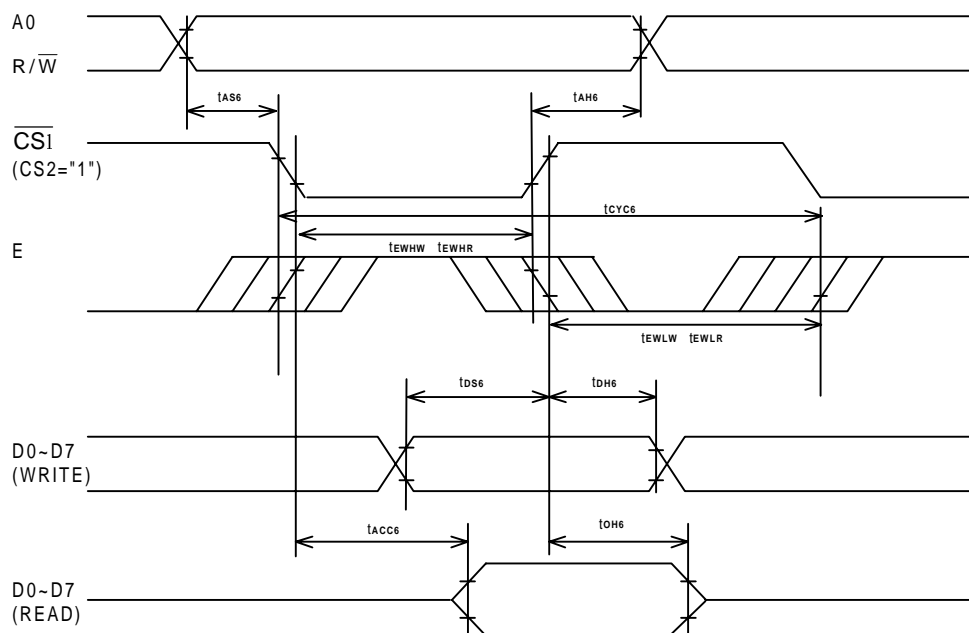 A0
R/W̅
tAS6 tAH6
C̅S̅1̅
(CS2="1")
tCYC6
tEWHW tEWHR
E
tEWLW tEWLR
tDS6 tDH6
D0~D7
(WRITE)
tACC6 tOH6
D0~D7
(READ)